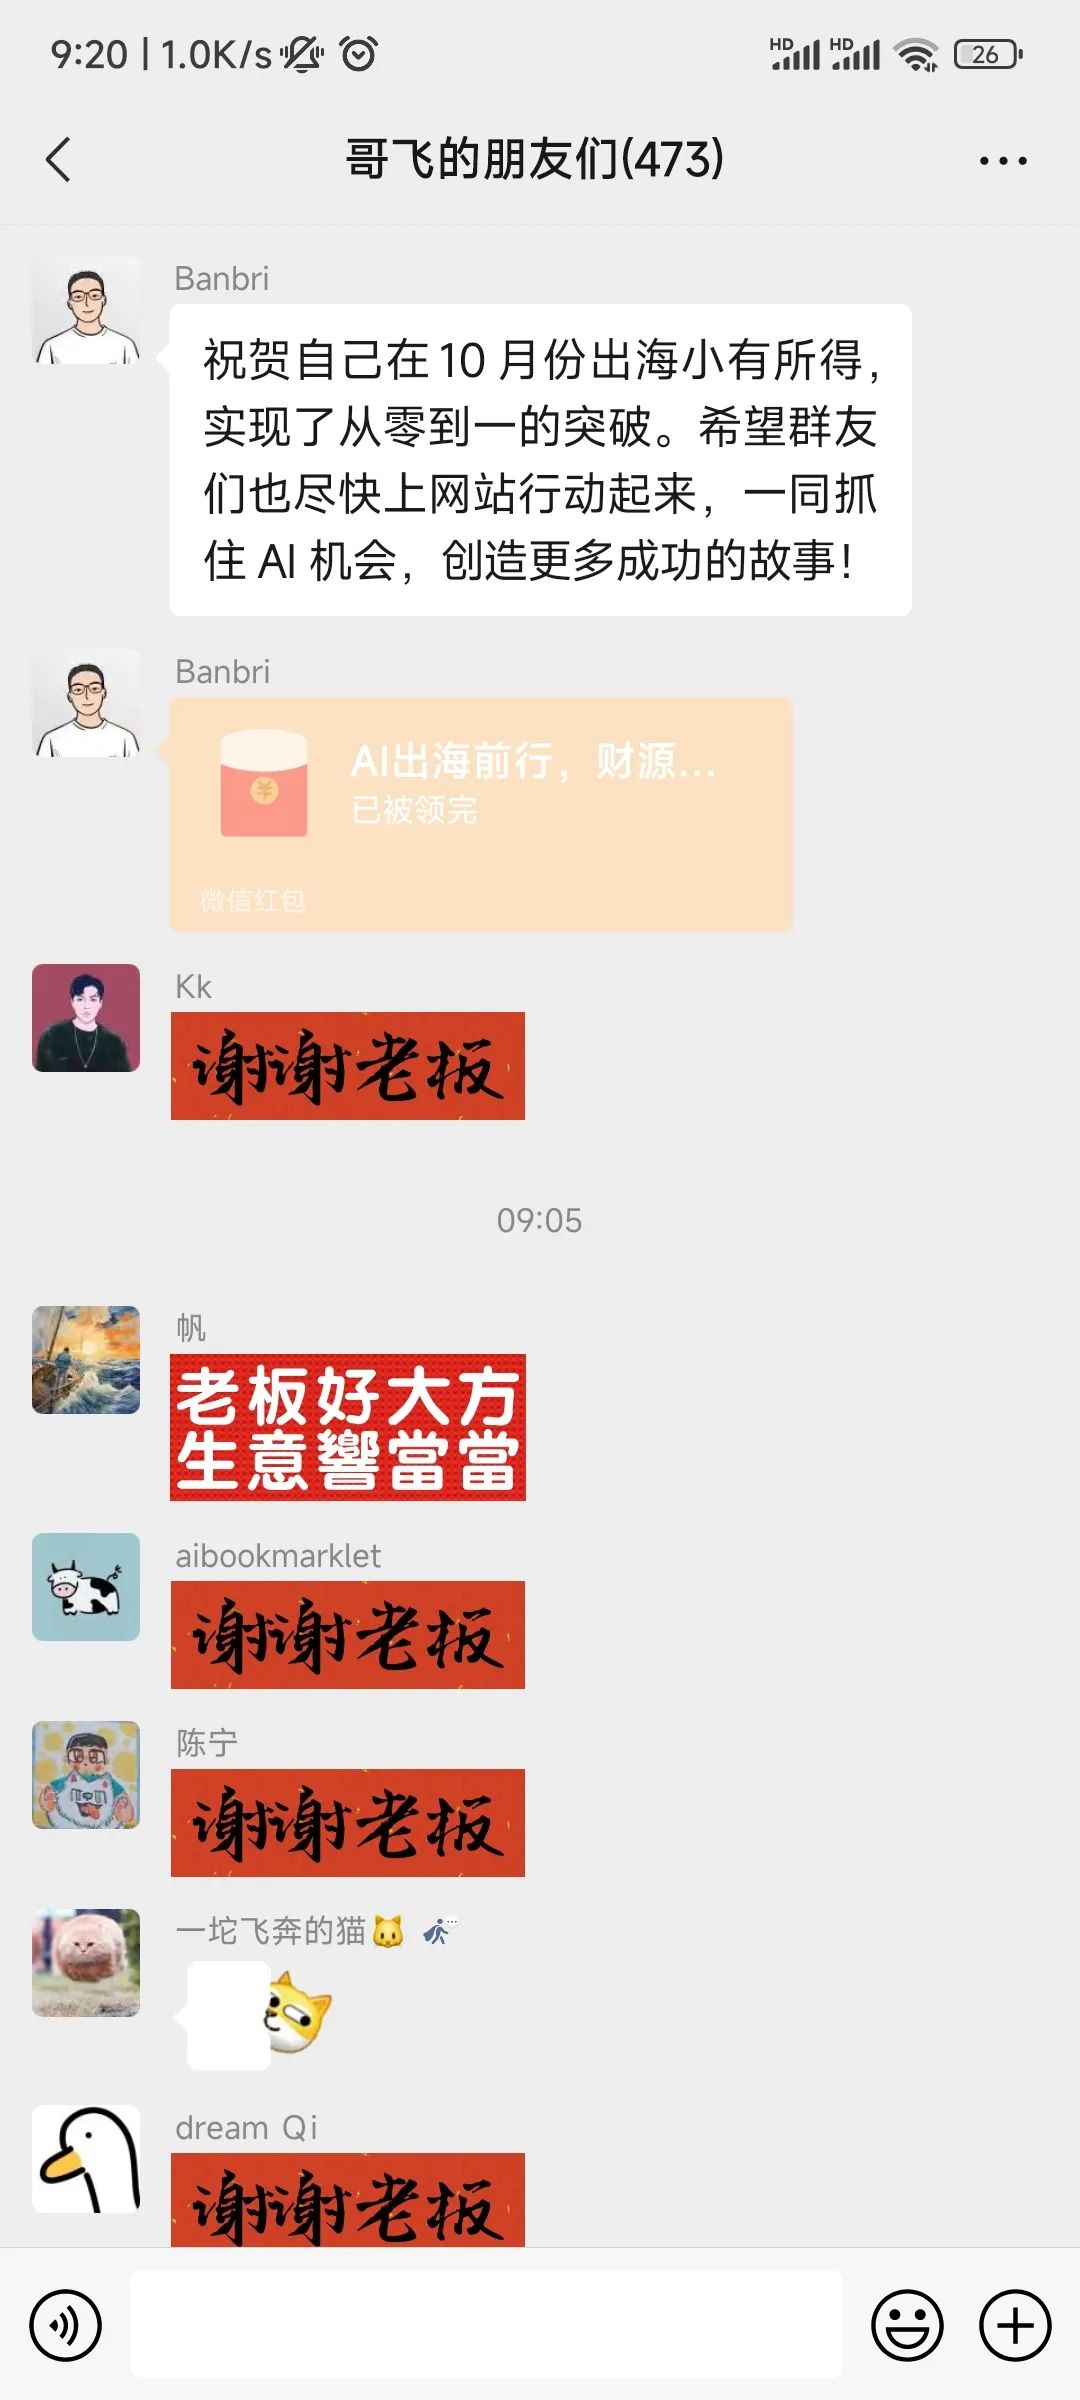 9:20 | 1.0K/s
HD HD 26
哥飞的朋友们(473)
Banbri
祝贺自己在 10 月份出海小有所得，
实现了从零到一的突破。希望群友
们也尽快上网站行动起来，一同抓
住 AI 机会，创造更多成功的故事！
Banbri
AI出海前行，财源...
已被领完
微信红包
Kk
谢谢老板
09:05
帆
老板好大方
生意響當當
aibookmarklet
谢谢老板
陈宁
谢谢老板
一坨飞奔的猫🐱
dream Qi
谢谢老板